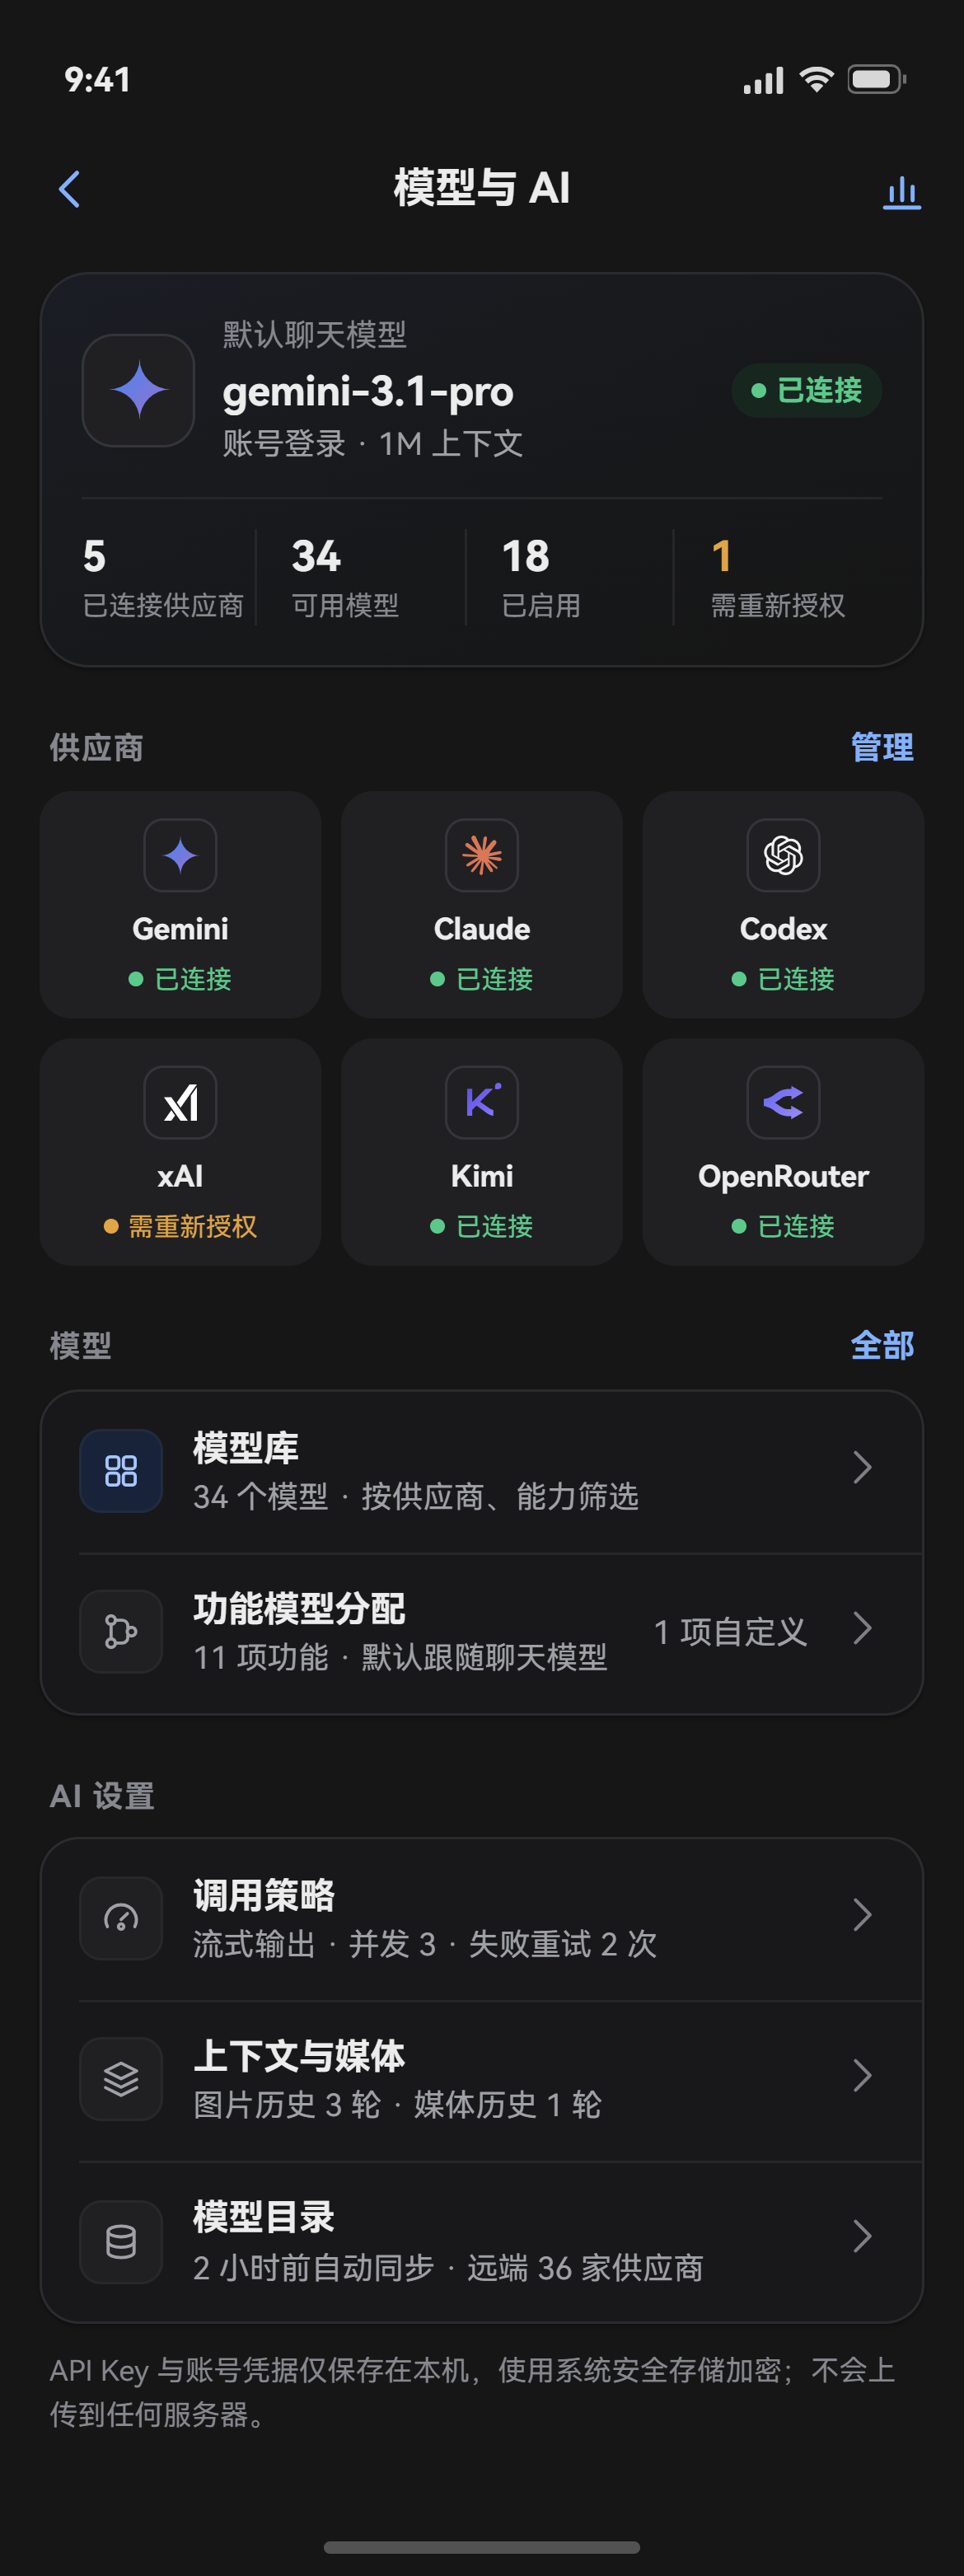 9:41
模型与 AI
默认聊天模型
gemini-3.1-pro
账号登录 · 1M 上下文
已连接
5
已连接供应商
34
可用模型
18
已启用
1
需重新授权
供应商
管理
Gemini
已连接
Claude
已连接
Codex
已连接
xAI
需重新授权
Kimi
已连接
OpenRouter
已连接
模型
全部
模型库
34 个模型 · 按供应商、能力筛选
功能模型分配
11 项功能 · 默认跟随聊天模型
1 项自定义
AI 设置
调用策略
流式输出 · 并发 3 · 失败重试 2 次
上下文与媒体
图片历史 3 轮 · 媒体历史 1 轮
模型目录
2 小时前自动同步 · 远端 36 家供应商
API Key 与账号凭据仅保存在本机，使用系统安全存储加密；不会上
传到任何服务器。